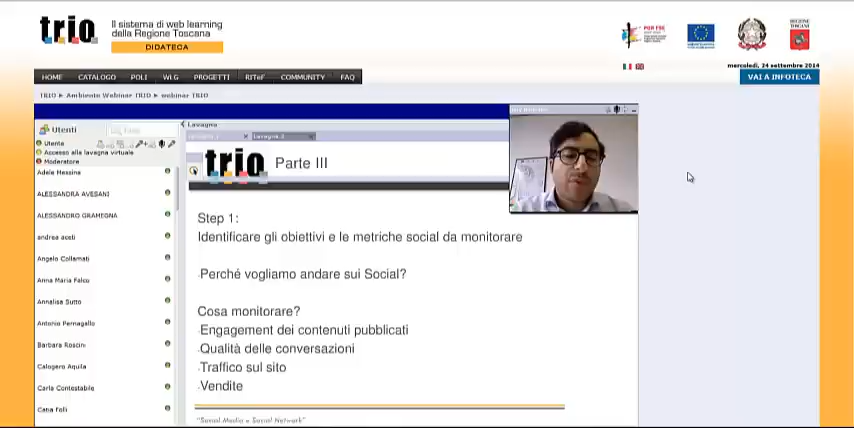 trio
Il sistema di web learning
della Regione Toscana
DIDATECA
POR FSE
REGIONE
TOSCANA
mercoledì, 24 settembre 2014
HOME CATALOGO POLI WLG PROGETTI RITeF COMMUNITY FAQ
VAI A INFOTECA
TRIO ► Ambiente Webinar TRIO ► webinar TRIO
Utenti
Lavagna
Lavagna 2
Utente
Accesso alla lavagna virtuale
Moderatore
trio Parte III
Adele Messina
ALESSANDRA AVESANI
ALESSANDRO GRAMEGNA
andrea aceti
Angelo Collamati
Anna Maria Falco
Annalisa Sutto
Antonio Pernagallo
Barbara Roscini
Calogero Aquila
Carla Contestabile
Step 1:
Identificare gli obiettivi e le metriche social da monitorare
Perché vogliamo andare sui Social?
Cosa monitorare?
Engagement dei contenuti pubblicati
Qualità delle conversazioni
Traffico sul sito
Vendite
"Social Media e Social Network"